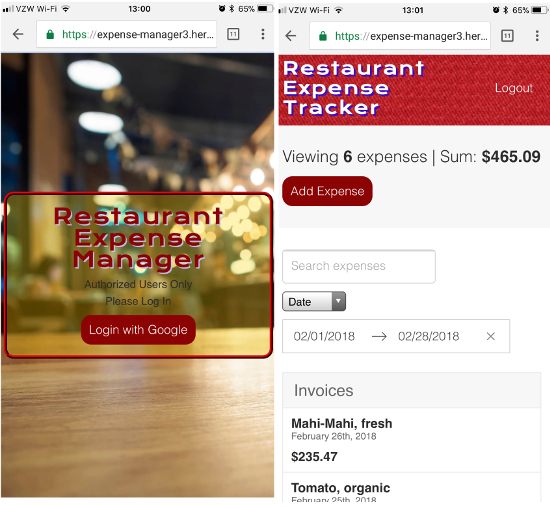 VZW Wi-Fi 13:00 65%
https://expense-manager3.her... 11
Restaurant
Expense
Manager
Authorized Users Only
Please Log In
Login with Google
VZW Wi-Fi 13:01 65%
https://expense-manager3.her... 11
Restaurant
Expense
Tracker
Logout
Viewing 6 expenses | Sum: $465.09
Add Expense
Search expenses
Date
02/01/2018 → 02/28/2018 ×
Invoices
Mahi-Mahi, fresh
February 26th, 2018
$235.47
Tomato, organic
February 25th, 2018